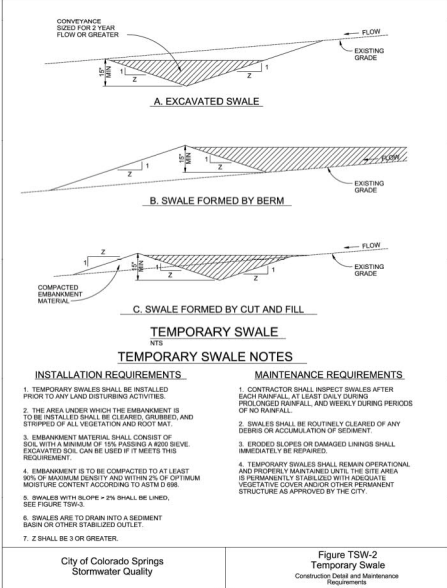 CONVEYANCE
SIZED FOR 2 YEAR
FLOW OR GREATER
FLOW
EXISTING
GRADE
15"
MIN
1
Z
1
Z
A. EXCAVATED SWALE
15"
MIN
1
Z
1
Z
FLOW
EXISTING
GRADE
B. SWALE FORMED BY BERM
Z
1
15"
MIN
1
Z
1
Z
FLOW
EXISTING
GRADE
COMPACTED
EMBANKMENT
MATERIAL
C. SWALE FORMED BY CUT AND FILL
TEMPORARY SWALE
NTS
TEMPORARY SWALE NOTES
INSTALLATION REQUIREMENTS
1. TEMPORARY SWALES SHALL BE INSTALLED
PRIOR TO ANY LAND DISTURBING ACTIVITIES.
2. THE AREA UNDER WHICH THE EMBANKMENT IS
TO BE INSTALLED SHALL BE CLEARED, GRUBBED, AND
STRIPPED OF ALL VEGETATION AND ROOT MAT.
3. EMBANKMENT MATERIAL SHALL CONSIST OF
SOIL WITH A MINIMUM OF 15% PASSING A #200 SIEVE.
EXCAVATED SOIL CAN BE USED IF IT MEETS THIS
REQUIREMENT.
4. EMBANKMENT IS TO BE COMPACTED TO AT LEAST
90% OF MAXIMUM DENSITY AND WITHIN 2% OF OPTIMUM
MOISTURE CONTENT ACCORDING TO ASTM D 698.
5. SWALES WITH SLOPE > 2% SHALL BE LINED,
SEE FIGURE TSW-3.
6. SWALES ARE TO DRAIN INTO A SEDIMENT
BASIN OR OTHER STABILIZED OUTLET.
7. Z SHALL BE 3 OR GREATER.
MAINTENANCE REQUIREMENTS
1. CONTRACTOR SHALL INSPECT SWALES AFTER
EACH RAINFALL, AT LEAST DAILY DURING
PROLONGED RAINFALL, AND WEEKLY DURING PERIODS
OF NO RAINFALL.
2. SWALES SHALL BE ROUTINELY CLEARED OF ANY
DEBRIS OR ACCUMULATION OF SEDIMENT.
3. ERODED SLOPES OR DAMAGED LININGS SHALL
IMMEDIATELY BE REPAIRED.
4. TEMPORARY SWALES SHALL REMAIN OPERATIONAL
AND PROPERLY MAINTAINED UNTIL THE SITE AREA
IS PERMANENTLY STABILIZED WITH ADEQUATE
VEGETATIVE COVER AND/OR OTHER PERMANENT
STRUCTURE AS APPROVED BY THE CITY.
City of Colorado Springs
Stormwater Quality
Figure TSW-2
Temporary Swale
Construction Detail and Maintenance
Requirements